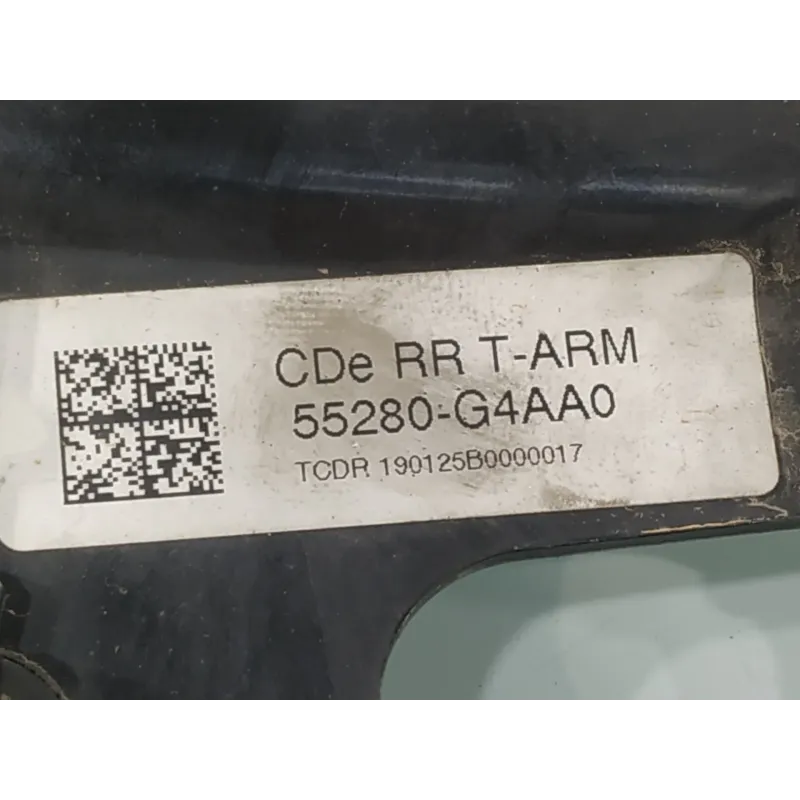 CDe RR T-ARM
55280-G4AA0
TCDR 190125B0000017